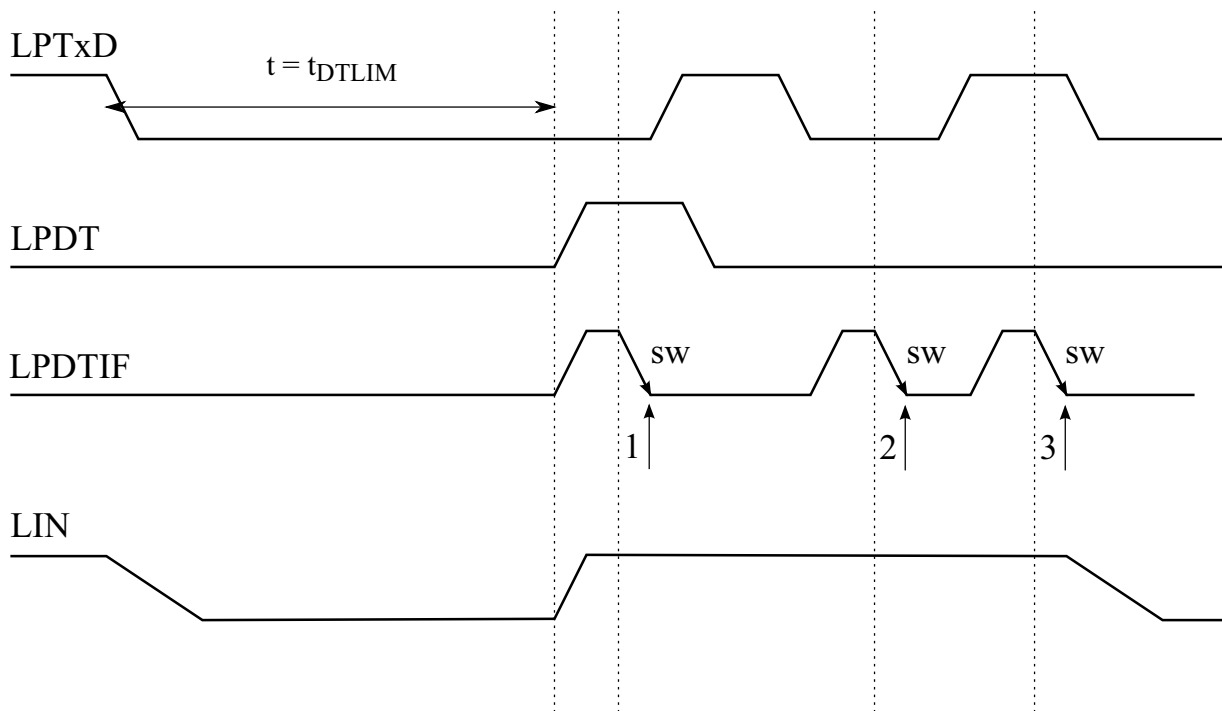 LPTxD
t = tDTLIM
LPDT
LPDTIF
sw
sw
sw
1
2
3
LIN